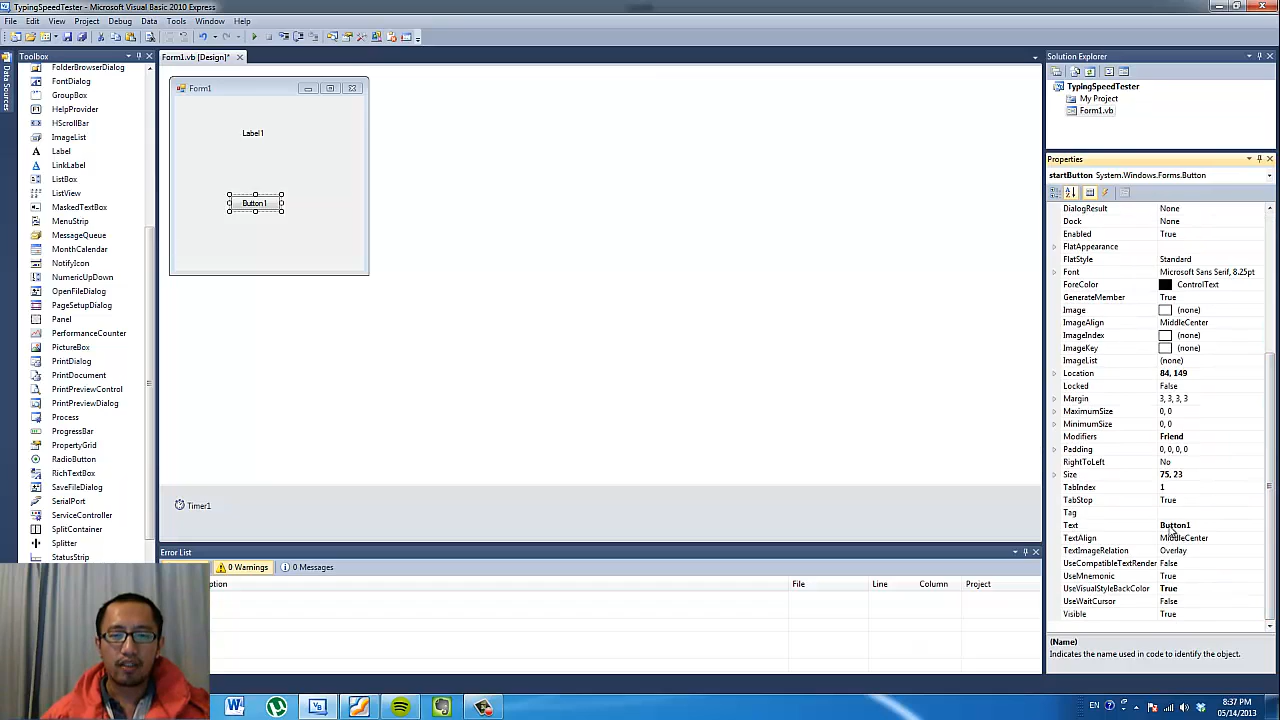 TypingSpeedTester - Microsoft Visual Basic 2010 Express
File Edit View Project Debug Data Tools Window Help
Data Sources
Toolbox
FolderBrowserDialog
FontDialog
GroupBox
HelpProvider
HScrollBar
ImageList
Label
LinkLabel
ListBox
ListView
MaskedTextBox
MenuStrip
MessageQueue
MonthCalendar
NotifyIcon
NumericUpDown
OpenFileDialog
PageSetupDialog
Panel
PerformanceCounter
PictureBox
PrintDialog
PrintDocument
PrintPreviewControl
PrintPreviewDialog
Process
ProgressBar
PropertyGrid
RadioButton
RichTextBox
SaveFileDialog
SerialPort
ServiceController
SplitContainer
Splitter
StatusStrip
Form1.vb [Design]*
Form1
Label1
Button1
Timer1
Error List
0 Warnings
0 Messages
ption
File Line Column Project
Solution Explorer
TypingSpeedTester
My Project
Form1.vb
Properties
startButton System.Windows.Forms.Button
DialogResult None
Dock None
Enabled True
FlatAppearance
FlatStyle Standard
Font Microsoft Sans Serif, 8.25pt
ForeColor ControlText
GenerateMember True
Image (none)
ImageAlign MiddleCenter
ImageIndex (none)
ImageKey (none)
ImageList (none)
Location 84, 149
Locked False
Margin 3, 3, 3, 3
MaximumSize 0, 0
MinimumSize 0, 0
Modifiers Friend
Padding 0, 0, 0, 0
RightToLeft No
Size 75, 23
TabIndex 1
TabStop True
Tag
Text Button1
TextAlign MiddleCenter
TextImageRelation Overlay
UseCompatibleTextRender False
UseMnemonic True
UseVisualStyleBackColor True
UseWaitCursor False
Visible True
(Name)
Indicates the name used in code to identify the object.
EN
8:37 PM
05/14/2013